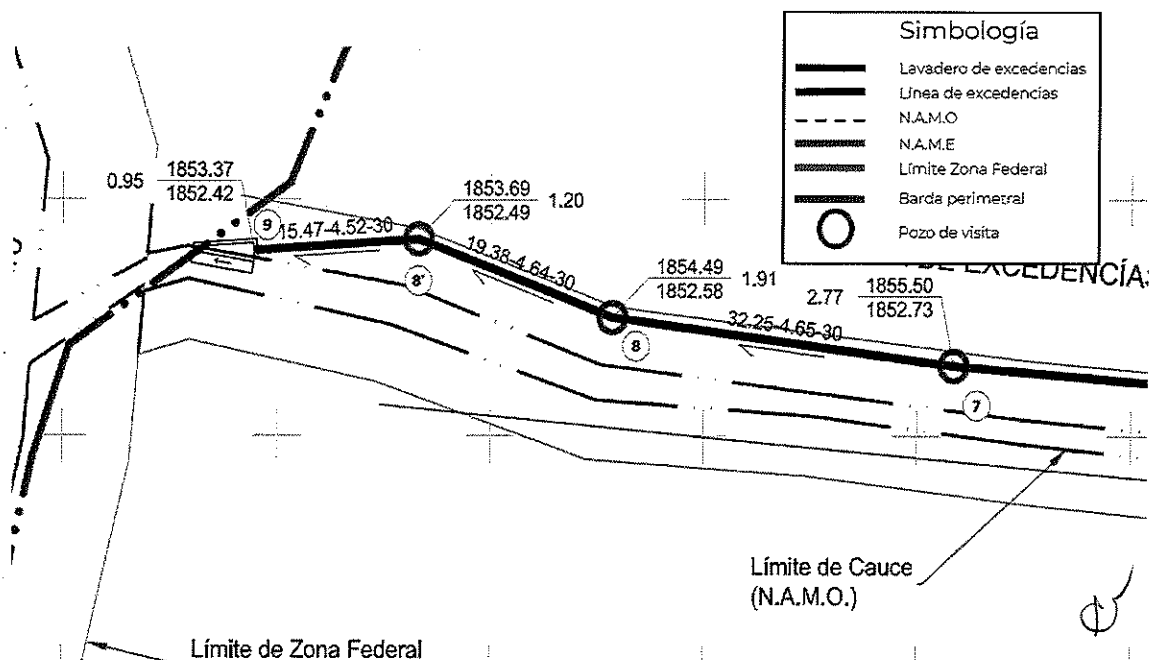 Simbología
Lavadero de excedencias
Línea de excedencias
N.A.M.O
N.A.M.E
Límite Zona Federal
Barda perimetral
Pozo de visita
DE EXCEDENCIAS
0.95
1853.37
1852.42
9
15.47-4.52-30
1853.69
1852.49
1.20
8'
19.38-4.64-30
1854.49
1852.58
1.91
8
32.25-4.65-30
2.77
1855.50
1852.73
7
Límite de Cauce
(N.A.M.O.)
Límite de Zona Federal